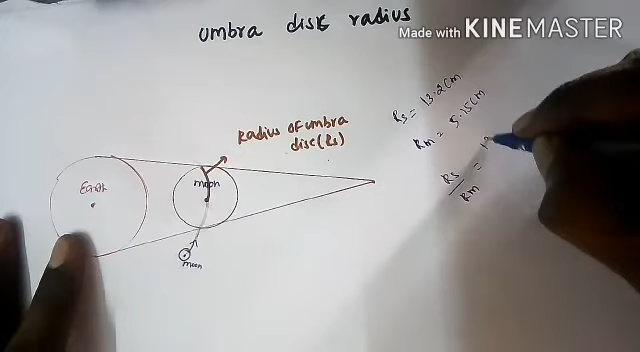 umbra disk radius
Made with KINEMASTER
Rs = 13.2cm
Rm = 5.15cm
Rs/Rm = 13
Radius of umbra
disc(Rs)
Earth
moon
moon